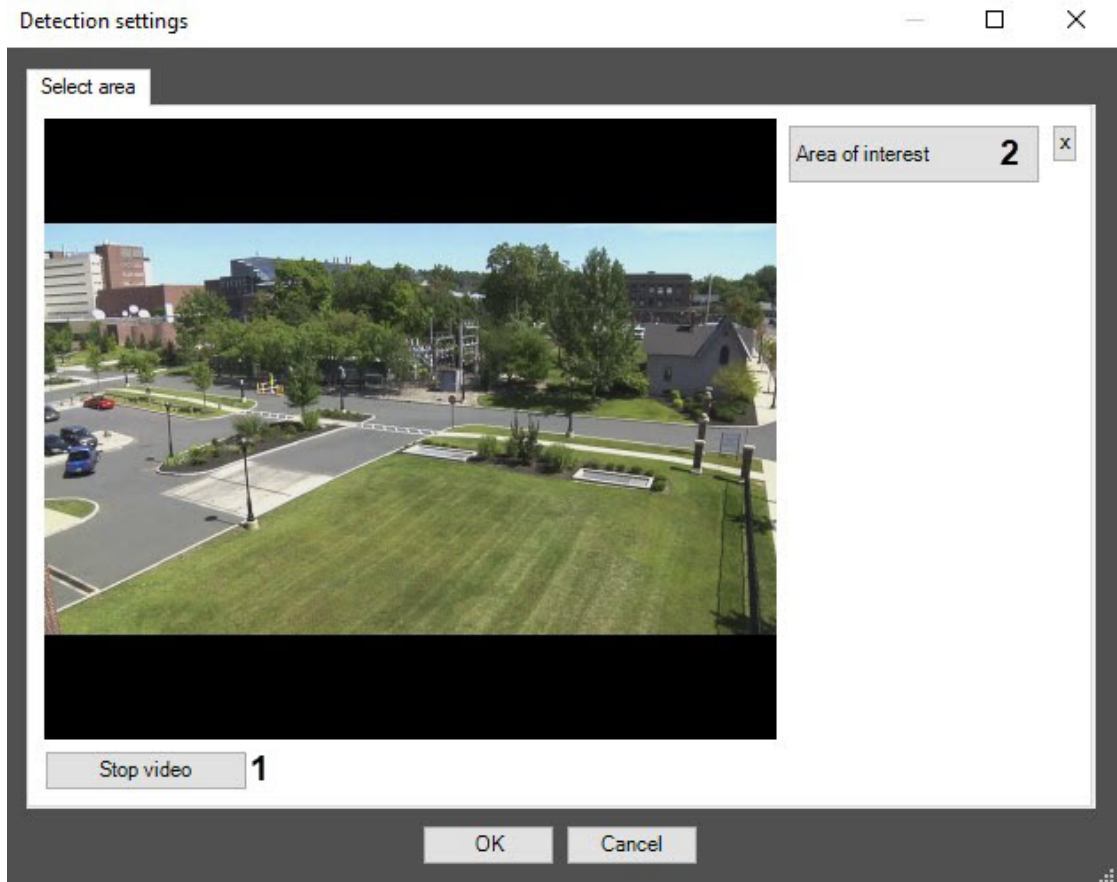 Detection settings
Select area
Area of interest 2 x
Stop video 1
OK Cancel